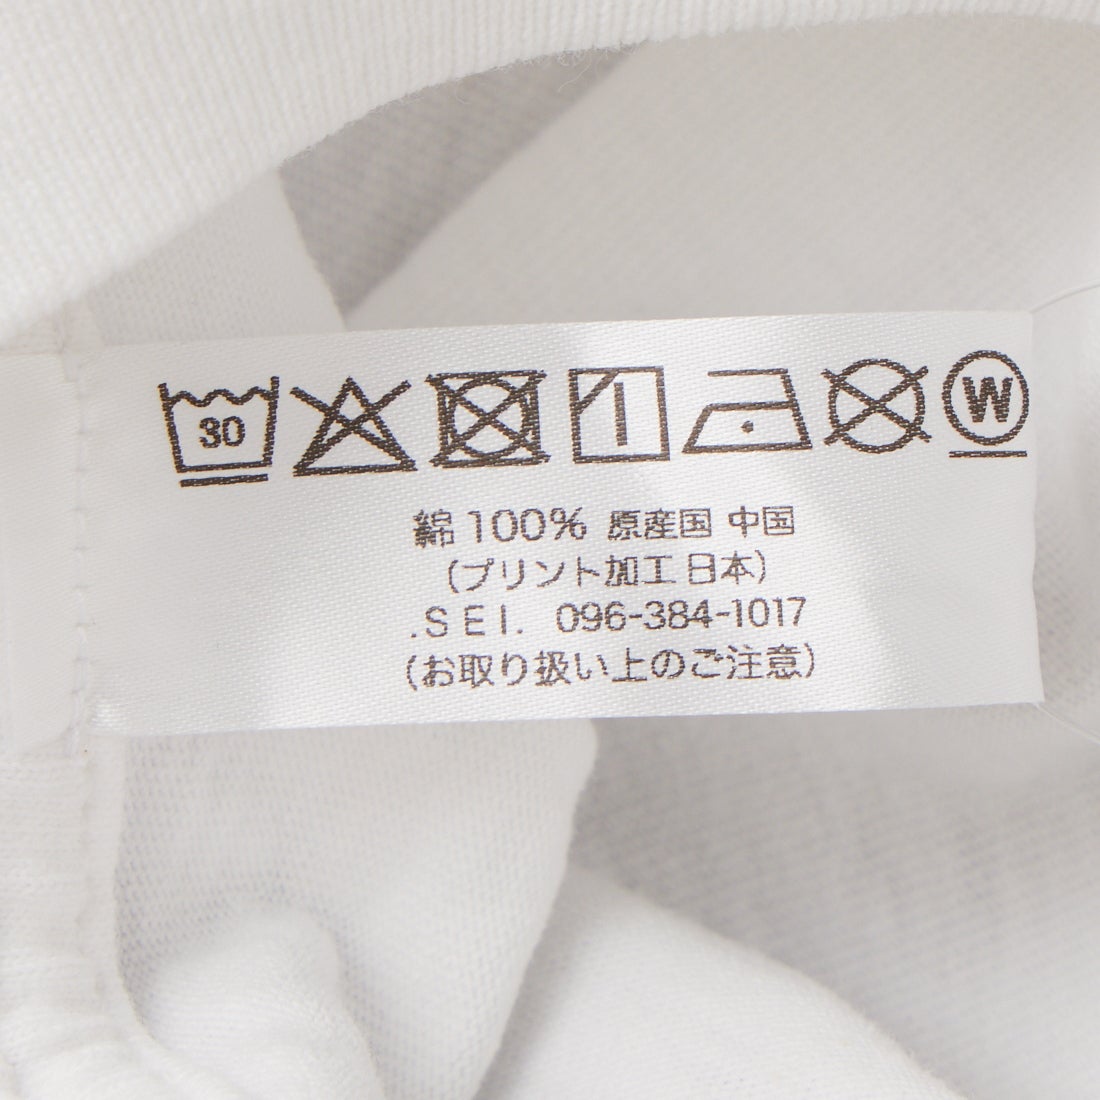 30 W
綿 100% 原産国 中国
(プリント加工 日本)
.SEI. 096-384-1017
(お取り扱い上のご注意)